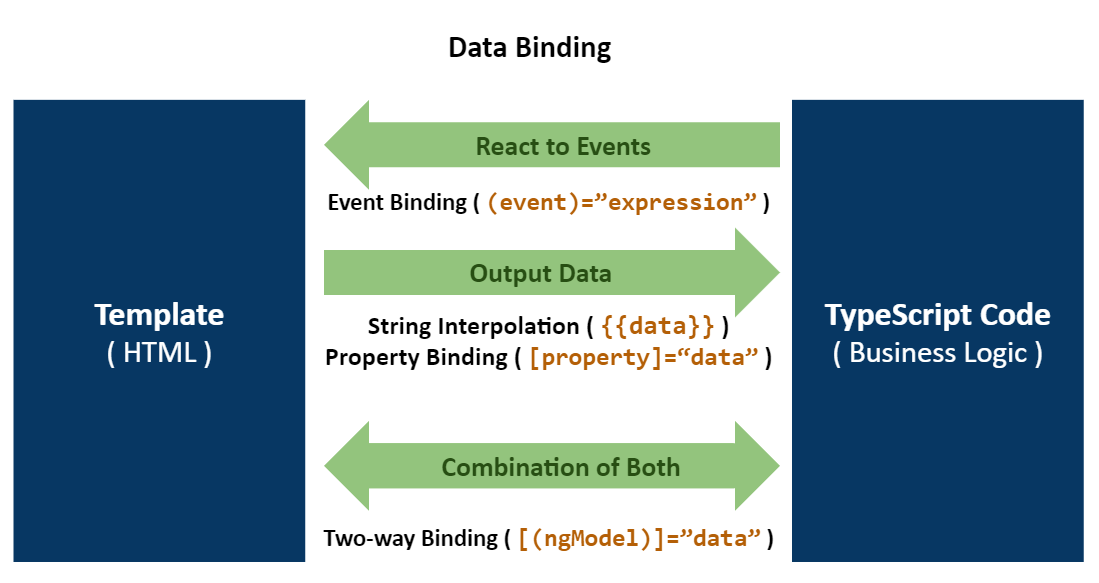 Data Binding
React to Events
Event Binding ( (event)=”expression” )
Output Data
Template
( HTML )
String Interpolation ( {{data}} )
Property Binding ( [property]=“data” )
TypeScript Code
( Business Logic )
Combination of Both
Two-way Binding ( [(ngModel)]=”data” )